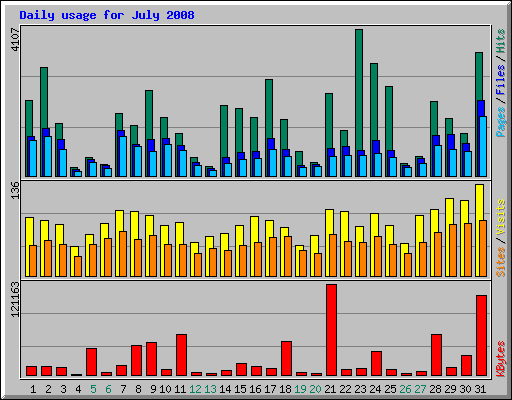 Daily usage for July 2008
4107
Pages / Files / Hits
136
Sites / Visits
121163
KBytes
1 2 3 4 5 6 7 8 9 10 11 12 13 14 15 16 17 18 19 20 21 22 23 24 25 26 27 28 29 30 31